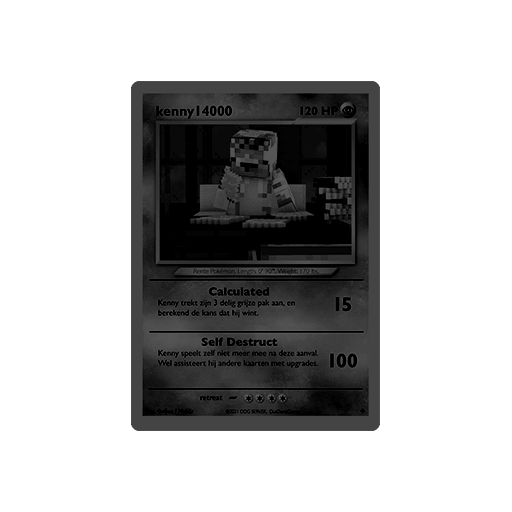 kenny14000 120 HP
Calculated
Kenny trekt zijn 3 delig grijze pak aan, en
berekend de kans dat hij wint.
15
Self Destruct
Kenny speelt zelf niet meer mee na deze aanval.
Wel assisteert hij andere kaarten met upgrades.
100
retreat